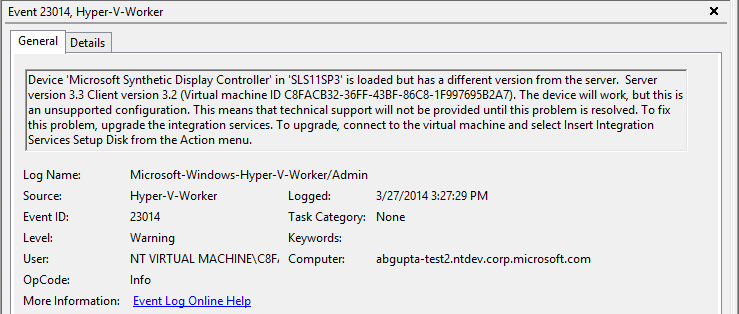 Event 23014, Hyper-V-Worker
General Details
Device 'Microsoft Synthetic Display Controller' in 'SLS11SP3' is loaded but has a different version from the server.  Server
version 3.3 Client version 3.2 (Virtual machine ID C8FACB32-36FF-43BF-86C8-1F997695B2A7). The device will work, but this is
an unsupported configuration. This means that technical support will not be provided until this problem is resolved. To fix
this problem, upgrade the integration services. To upgrade, connect to the virtual machine and select Insert Integration
Services Setup Disk from the Action menu.
Log Name: Microsoft-Windows-Hyper-V-Worker/Admin
Source: Hyper-V-Worker Logged: 3/27/2014 3:27:29 PM
Event ID: 23014 Task Category: None
Level: Warning Keywords:
User: NT VIRTUAL MACHINE\C8FA Computer: abgupta-test2.ntdev.corp.microsoft.com
OpCode: Info
More Information: Event Log Online Help